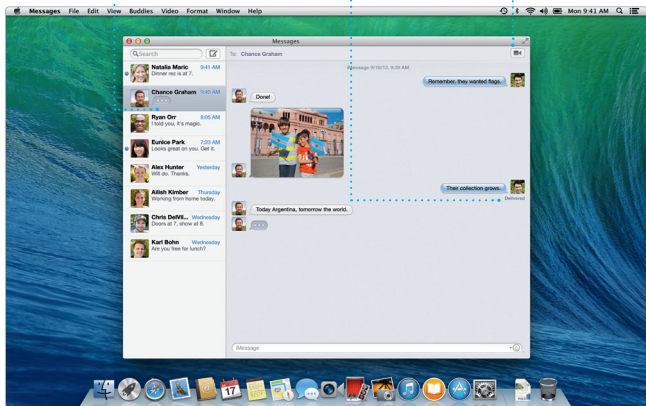 Messages File Edit View Buddies Video Format Window Help Mon 9:41 AM
Messages
Search
To: Chance Graham
Natalia Maric 9:41 AM
Dinner rez is at 7.
Chance Graham 9:40 AM
Ryan Orr 8:05 AM
I told you, it's magic.
Eunice Park 7:23 AM
Looks great on you. Get it.
Alex Hunter Yesterday
Will do. Thanks.
Ailish Kimber Thursday
Working from home today.
Chris DelVil... Wednesday
Doors at 7, show at 8.
Karl Bohn Wednesday
Are you free for lunch?
iMessage 9/10/13, 9:39 AM
Remember, they wanted flags.
Done!
Their collection grows.
Delivered
Today Argentina, tomorrow the world.
iMessage
17